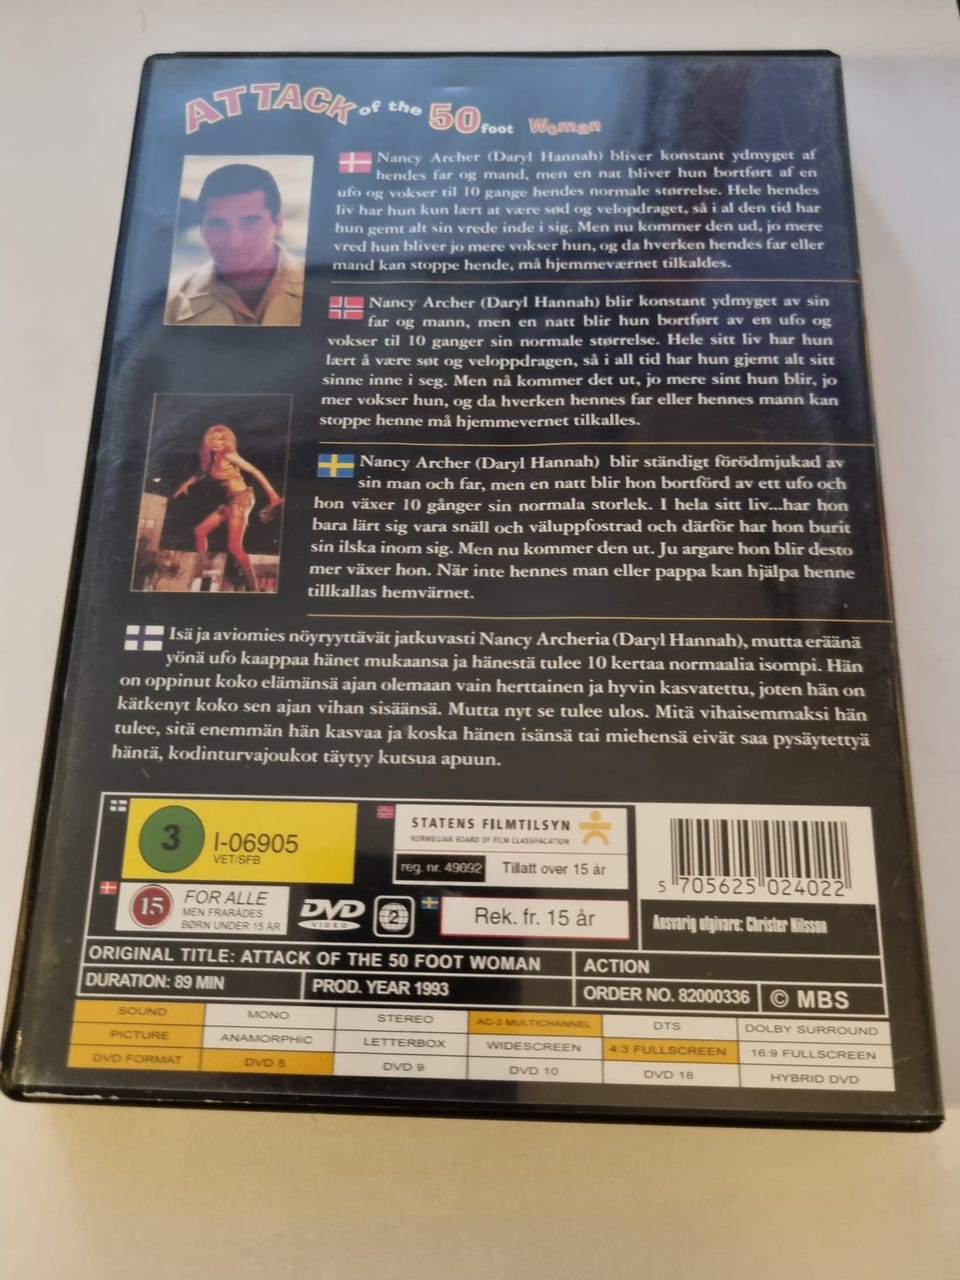 ATTACK of the 50 foot Woman
Nancy Archer (Daryl Hannah) bliver konstant ydmyget af
hendes far og mand, men en nat bliver hun bortført af en
ufo og vokser til 10 gange hendes normale størrelse. Hele hendes
liv har hun kun lært at være sød og velopdraget, så i al den tid har
hun gemt alt sin vrede inde i sig. Men nu kommer den ud, jo mere
vred hun bliver jo mere vokser hun, og da hverken hendes far eller
mand kan stoppe hende, må hjemmeværnet tilkaldes.
Nancy Archer (Daryl Hannah) blir konstant ydmyget av sin
far og mann, men en natt blir hun bortført av en ufo og
vokser til 10 ganger sin normale størrelse. Hele sitt liv har hun
lært å være søt og veloppdragen, så i all tid har hun gjemt alt sitt
sinne inne i seg. Men nå kommer det ut, jo mere sint hun blir, jo
mer vokser hun, og da hverken hennes far eller hennes mann kan
stoppe henne må hjemmevernet tilkalles.
Nancy Archer (Daryl Hannah) blir ständigt förödmjukad av
sin man och far, men en natt blir hon bortförd av ett ufo och
hon växer 10 gånger sin normala storlek. I hela sitt liv...har hon
bara lärt sig vara snäll och väluppfostrad och därför har hon burit
sin ilska inom sig. Men nu kommer den ut. Ju argare hon blir desto
mer växer hon. När inte hennes man eller pappa kan hjälpa henne
tillkallas hemvärnet.
Isä ja aviomies nöyryyttävät jatkuvasti Nancy Archeria (Daryl Hannah), mutta eräänä
yönä ufo kaappaa hänet mukaansa ja hänestä tulee 10 kertaa normaalia isompi. Hän
on oppinut koko elämänsä ajan olemaan vain herttainen ja hyvin kasvatettu, joten hän on
kätkenyt koko sen ajan vihan sisäänsä. Mutta nyt se tulee ulos. Mitä vihaisemmaksi hän
tulee, sitä enemmän hän kasvaa ja koska hänen isänsä tai miehensä eivät saa pysäytettyä
häntä, kodinturvajoukot täytyy kutsua apuun.
3 I-06905
VET/SFB
STATENS FILMTILSYN
NORWEGIAN BOARD OF FILM CLASSIFICATION
reg. nr. 49692 Tillatt over 15 år
5 705625 024022
15 FOR ALLE
MEN FRARÅDES
BØRN UNDER 15 ÅR
DVD
VIDEO
2
Rek. fr. 15 år
Ansvarig utgivare: Christer Nilsson
ORIGINAL TITLE: ATTACK OF THE 50 FOOT WOMAN ACTION
DURATION: 89 MIN PROD. YEAR 1993 ORDER NO. 82000336 © MBS
SOUND MONO STEREO AC-3 MULTICHANNEL DTS DOLBY SURROUND
PICTURE ANAMORPHIC LETTERBOX WIDESCREEN 4:3 FULLSCREEN 16:9 FULLSCREEN
DVD FORMAT DVD 5 DVD 9 DVD 10 DVD 18 HYBRID DVD